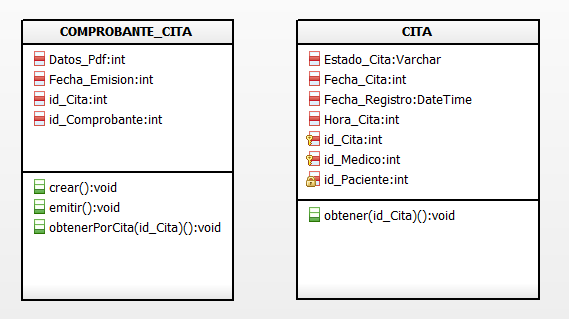 COMPROBANTE_CITA
Datos_Pdf:int
Fecha_Emision:int
id_Cita:int
id_Comprobante:int
crear():void
emitir():void
obtenerPorCita(id_Cita)():void
CITA
Estado_Cita:Varchar
Fecha_Cita:int
Fecha_Registro:DateTime
Hora_Cita:int
id_Cita:int
id_Medico:int
id_Paciente:int
obtener(id_Cita)():void